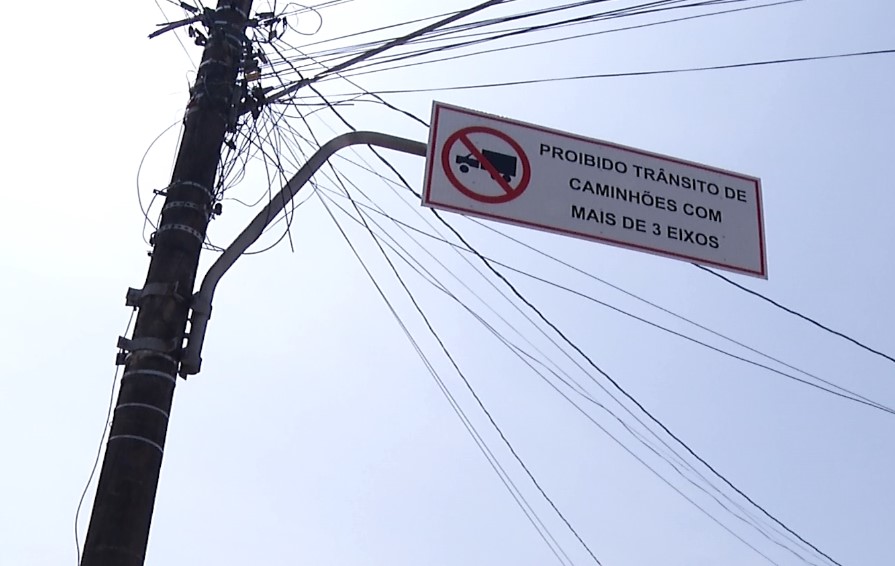 PROIBIDO TRÂNSITO DE
CAMINHÕES COM
MAIS DE 3 EIXOS